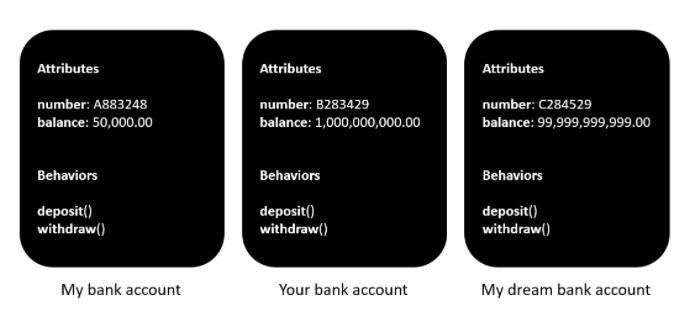 Attributes
number: A883248
balance: 50,000.00
Behaviors
deposit()
withdraw()
My bank account
Attributes
number: B283429
balance: 1,000,000,000.00
Behaviors
deposit()
withdraw()
Your bank account
Attributes
number: C284529
balance: 99,999,999,999.00
Behaviors
deposit()
withdraw()
My dream bank account